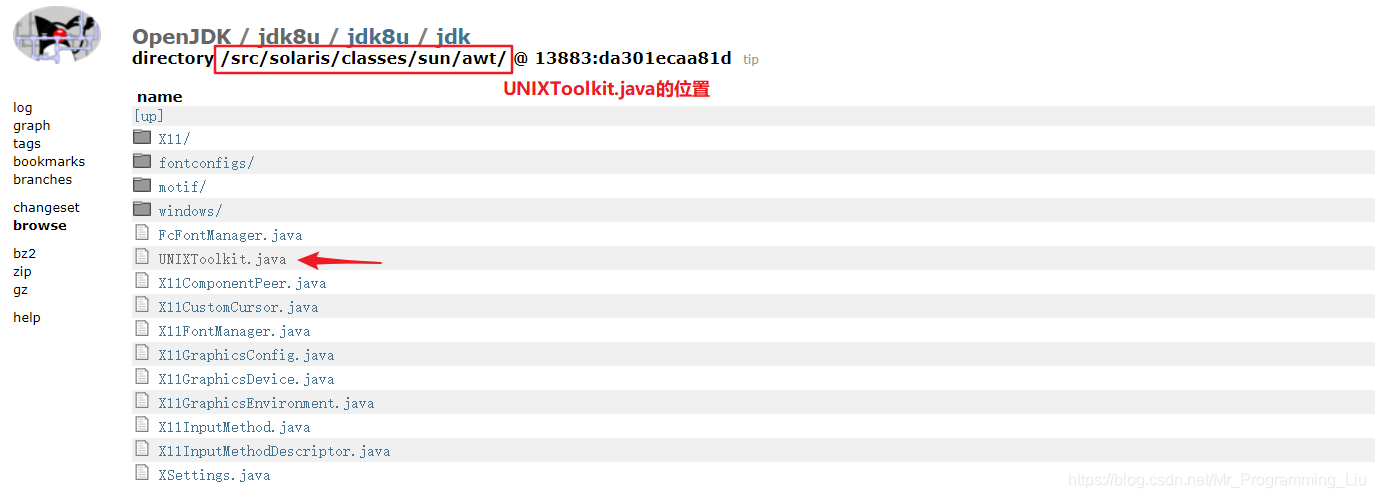 OpenJDK / jdk8u / jdk8u / jdk
directory /src/solaris/classes/sun/awt/ @ 13883:da301ecaa81d tip
UNIXToolkit.java的位置
log
graph
tags
bookmarks
branches
changeset
browse
bz2
zip
gz
help
name
[up]
X11/
fontconfigs/
motif/
windows/
FcFontManager.java
UNIXToolkit.java
X11ComponentPeer.java
X11CustomCursor.java
X11FontManager.java
X11GraphicsConfig.java
X11GraphicsDevice.java
X11GraphicsEnvironment.java
X11InputMethod.java
X11InputMethodDescriptor.java
XSettings.java
https://blog.csdn.net/Mr_Programming_Liu